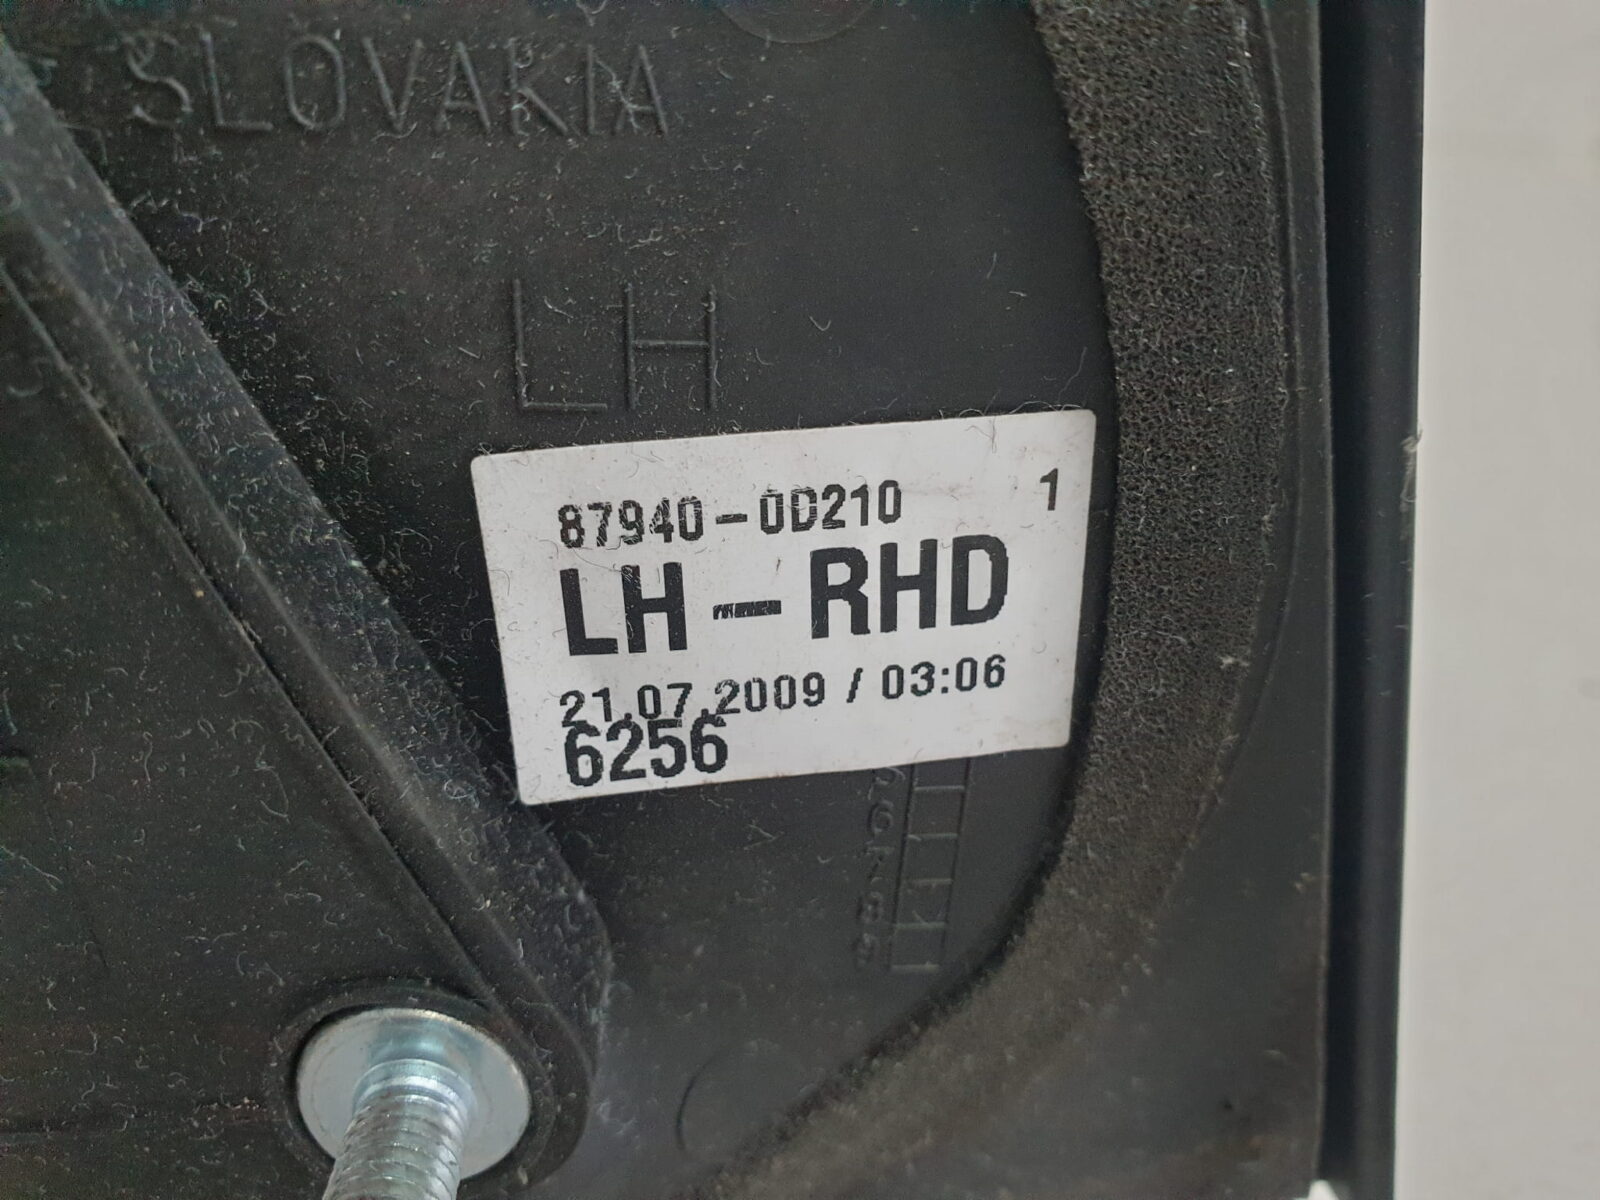 SLOVAKIA
LH
87940-0D210 1
LH-RHD
21.07.2009 / 03:06
6256